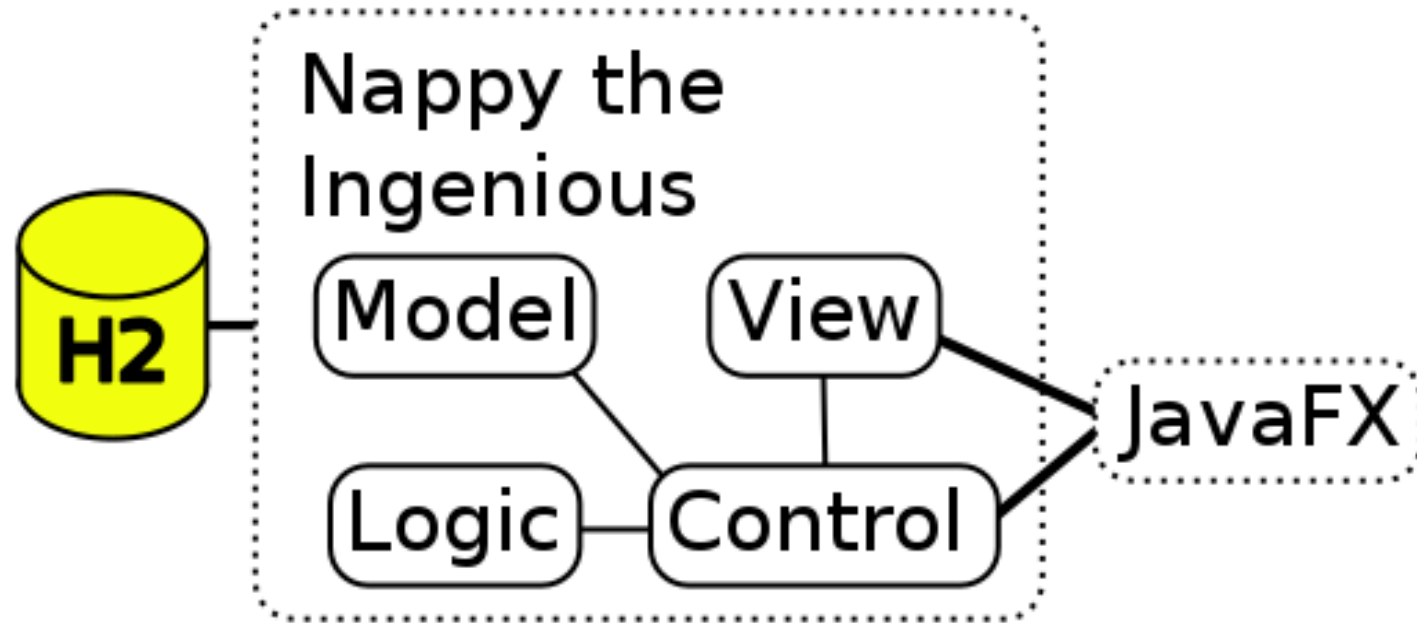 Nappy the
Ingenious
H2
Model
View
JavaFX
Logic
Control